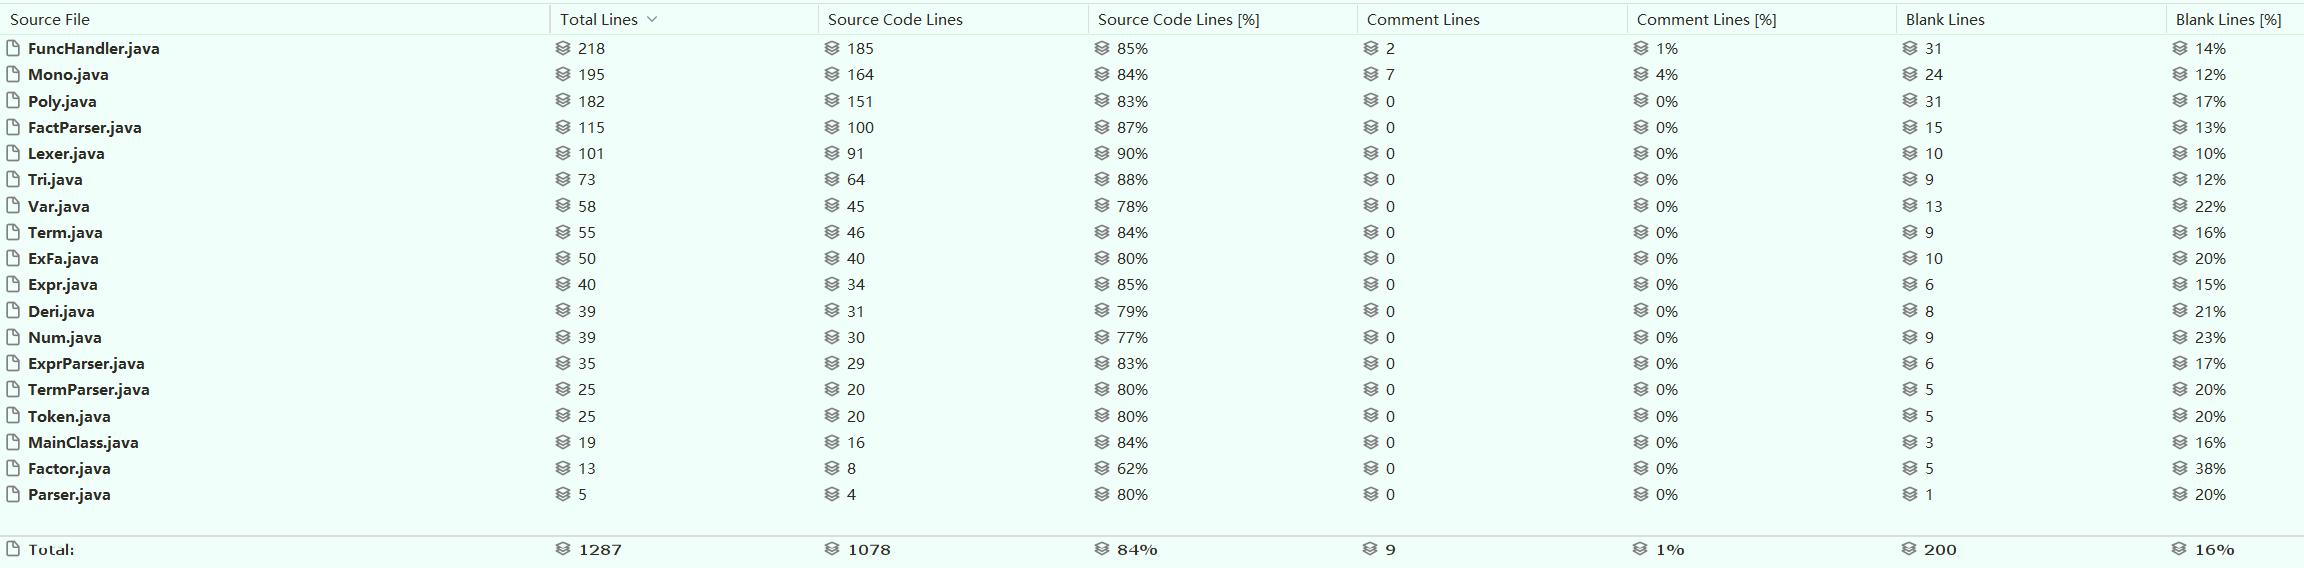 Source File Total Lines Source Code Lines Source Code Lines [%] Comment Lines Comment Lines [%] Blank Lines Blank Lines [%]
FuncHandler.java 218 185 85% 2 1% 31 14%
Mono.java 195 164 84% 7 4% 24 12%
Poly.java 182 151 83% 0 0% 31 17%
FactParser.java 115 100 87% 0 0% 15 13%
Lexer.java 101 91 90% 0 0% 10 10%
Tri.java 73 64 88% 0 0% 9 12%
Var.java 58 45 78% 0 0% 13 22%
Term.java 55 46 84% 0 0% 9 16%
ExFa.java 50 40 80% 0 0% 10 20%
Expr.java 40 34 85% 0 0% 6 15%
Deri.java 39 31 79% 0 0% 8 21%
Num.java 39 30 77% 0 0% 9 23%
ExprParser.java 35 29 83% 0 0% 6 17%
TermParser.java 25 20 80% 0 0% 5 20%
Token.java 25 20 80% 0 0% 5 20%
MainClass.java 19 16 84% 0 0% 3 16%
Factor.java 13 8 62% 0 0% 5 38%
Parser.java 5 4 80% 0 0% 1 20%
Total: 1287 1078 84% 9 1% 200 16%